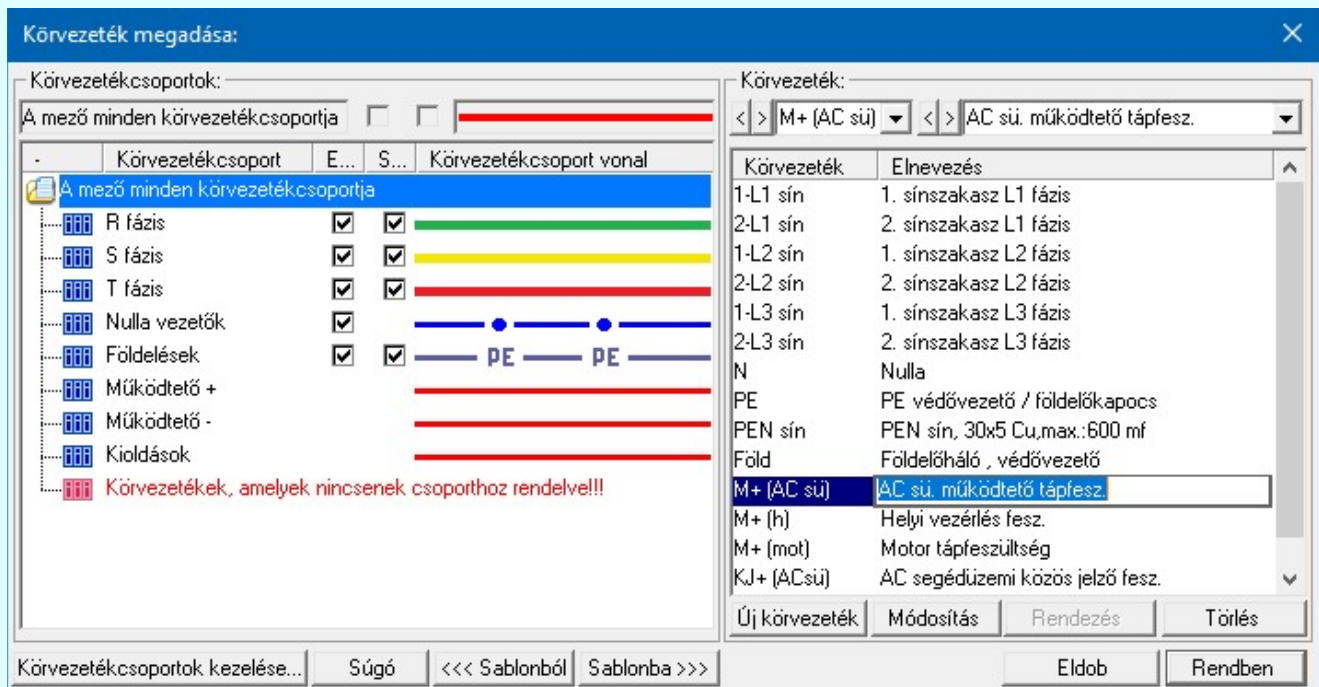 Körvezeték megadása:
Körvezetékcsoportok:
A mező minden körvezetékcsoportja
- Körvezetékcsoport E... S... Körvezetékcsoport vonal
A mező minden körvezetékcsoportja
R fázis
S fázis
T fázis
Nulla vezetők
Földelések PE PE
Működtető +
Működtető -
Kioldások
Körvezetékek, amelyek nincsenek csoporthoz rendelve!!!
Körvezeték:
< > M+ (AC sü) < > AC sü. működtető tápfesz.
Körvezeték Elnevezés
1-L1 sín 1. sínszakasz L1 fázis
2-L1 sín 2. sínszakasz L1 fázis
1-L2 sín 1. sínszakasz L2 fázis
2-L2 sín 2. sínszakasz L2 fázis
1-L3 sín 1. sínszakasz L3 fázis
2-L3 sín 2. sínszakasz L3 fázis
N Nulla
PE PE védővezető / földelőkapocs
PEN sín PEN sín, 30x5 Cu,max.:600 mf
Föld Földelőháló , védővezető
M+ (AC sü) AC sü. működtető tápfesz.
M+ (h) Helyi vezérlés fesz.
M+ (mot) Motor tápfeszültség
KJ+ (ACsü) AC segédüzemi közös jelző fesz.
Új körvezeték Módosítás Rendezés Törlés
Körvezetékcsoportok kezelése... Súgó <<< Sablonból Sablonba >>> Eldob Rendben